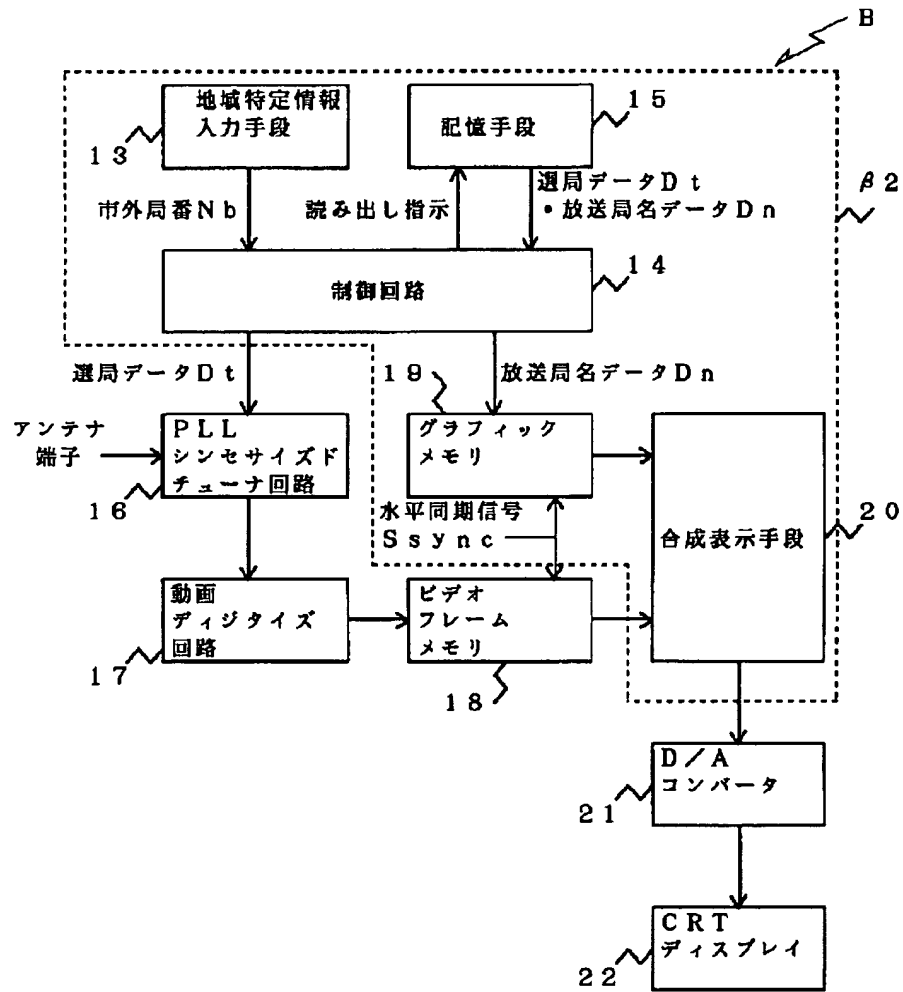 B
地域特定情報
入力手段
13
記憶手段
15
市外局番Nb
読み出し指示
選局データDt
・放送局名データDn
β2
制御回路
14
選局データDt
19
放送局名データDn
アンテナ
端子
PLL
シンセサイズド
チューナ回路
16
グラフィック
メモリ
水平同期信号
Ssync
合成表示手段
20
動画
ディジタイズ
回路
17
ビデオ
フレーム
メモリ
18
D/A
コンバータ
21
CRT
ディスプレイ
22